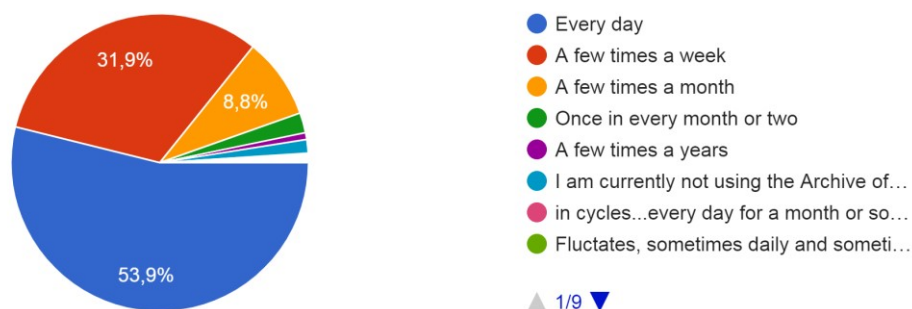 31,9%
8,8%
53,9%
Every day
A few times a week
A few times a month
Once in every month or two
A few times a years
I am currently not using the Archive of…
in cycles...every day for a month or so…
Fluctates, sometimes daily and someti…
1/9